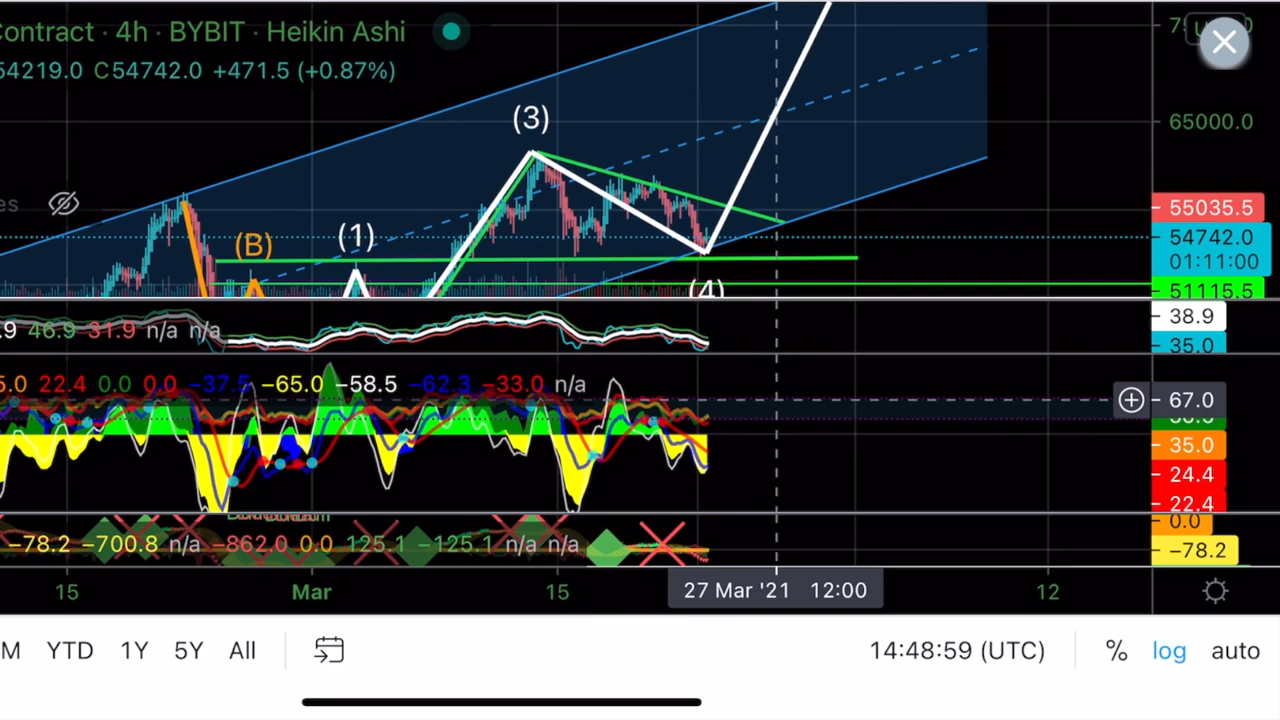 Contract · 4h · BYBIT · Heikin Ashi
54219.0 C54742.0 +471.5 (+0.87%)
65000.0
(3)
(B)
(1)
(4)
es
55035.5
54742.0
01:11:00
51115.5
.9 46.9 31.9 n/a n/a
38.9
35.0
5.0 22.4 0.0 0.0 −37.5 −65.0 −58.5 −62.3 −33.0 n/a
67.0
35.0
24.4
22.4
0.0
−78.2 −700.8 n/a −862.0 0.0 125.1 −125.1 n/a n/a
−78.2
15 Mar 15 27 Mar '21 12:00 12
M YTD 1Y 5Y All 14:48:59 (UTC) % log auto